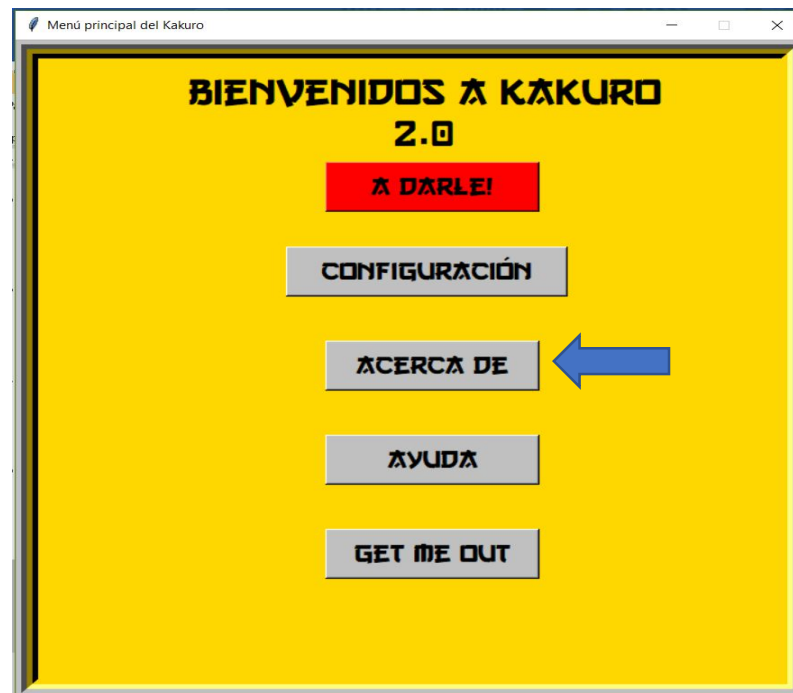 Menú principal del Kakuro
BIENVENIDOS A KAKURO
2.0
A DARLE!
CONFIGURACIÓN
ACERCA DE
AYUDA
GET ME OUT